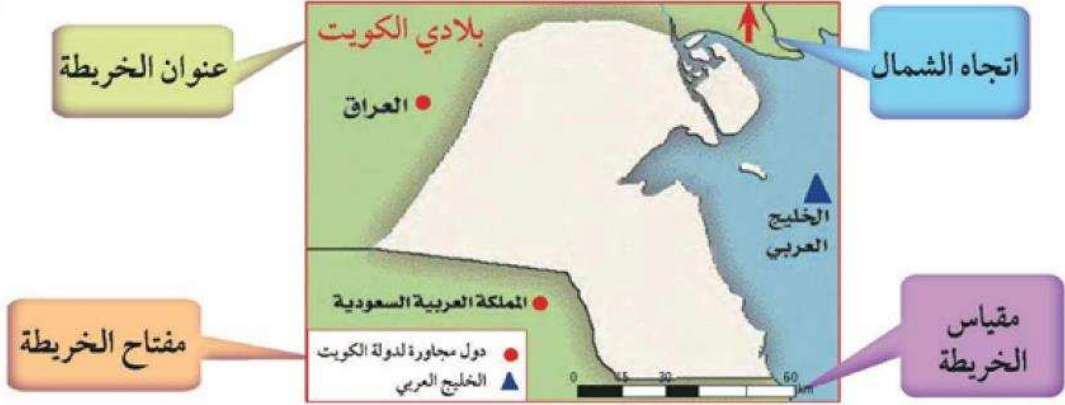 بلادي الكويت
اتجاه الشمال
عنوان الخريطة
العراق
الخليج
العربي
المملكة العربية السعودية
مقياس
الخريطة
مفتاح الخريطة
دول مجاورة لدولة الكويت
الخليج العربي
0 15 30 60
km